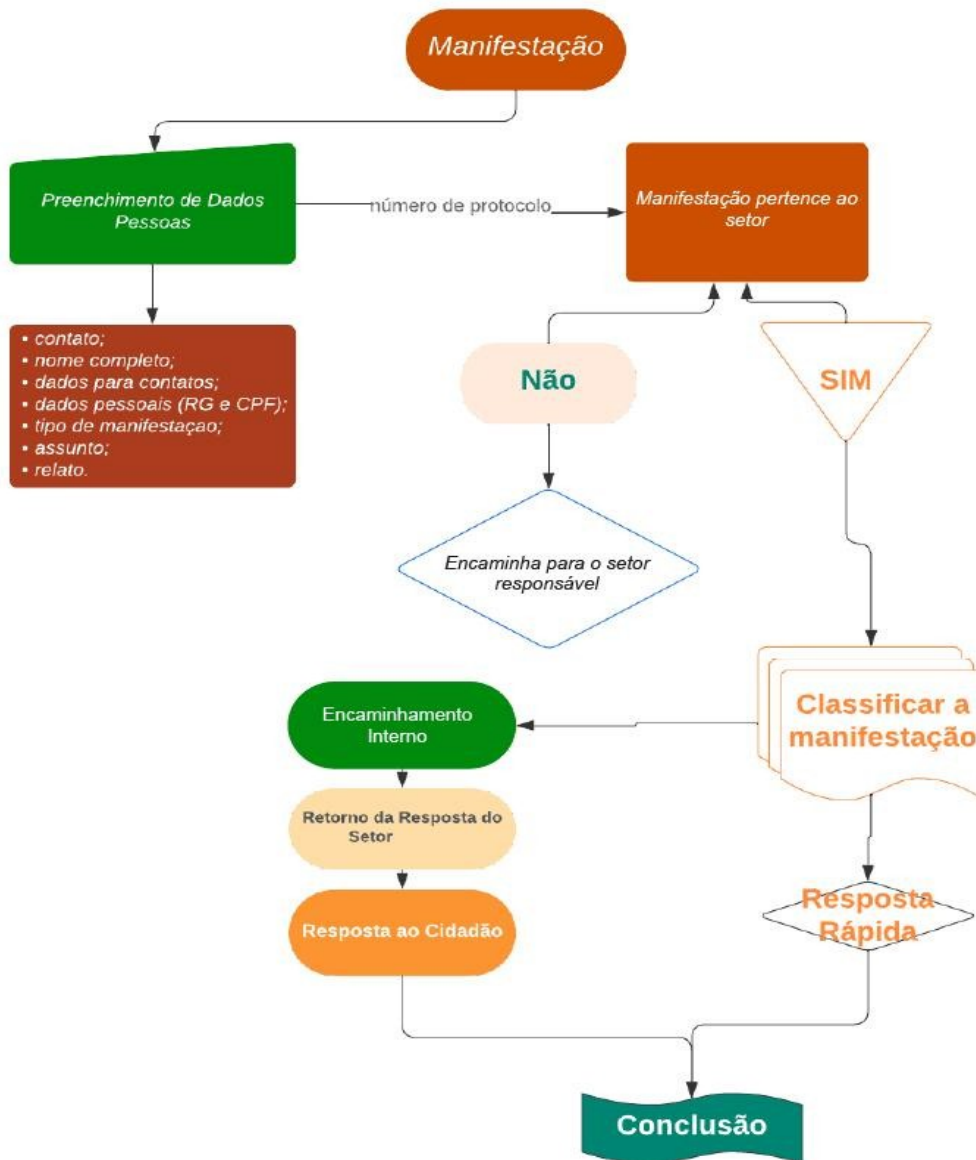 Manifestação
Preenchimento de Dados
Pessoas
número de protocolo
Manifestação pertence ao
setor
• contato;
• nome completo;
• dados para contatos;
• dados pessoais (RG e CPF);
• tipo de manifestaçao;
• assunto;
• relato.
Não
SIM
Encaminha para o setor
responsável
Classificar a
manifestação
Encaminhamento
Interno
Retorno da Resposta do
Setor
Resposta ao Cidadão
Resposta
Rápida
Conclusão